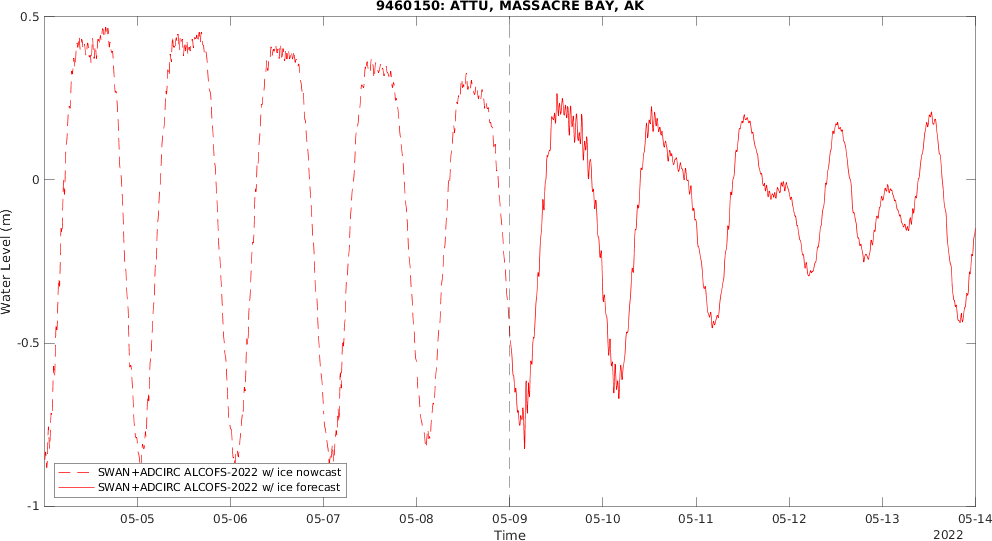 9460150: ATTU, MASSACRE BAY, AK
0.5
0
-0.5
-1
Water Level (m)
SWAN+ADCIRC ALCOFS-2022 w/ ice nowcast
SWAN+ADCIRC ALCOFS-2022 w/ ice forecast
05-05 05-06 05-07 05-08 05-09 05-10 05-11 05-12 05-13 05-14
Time
2022